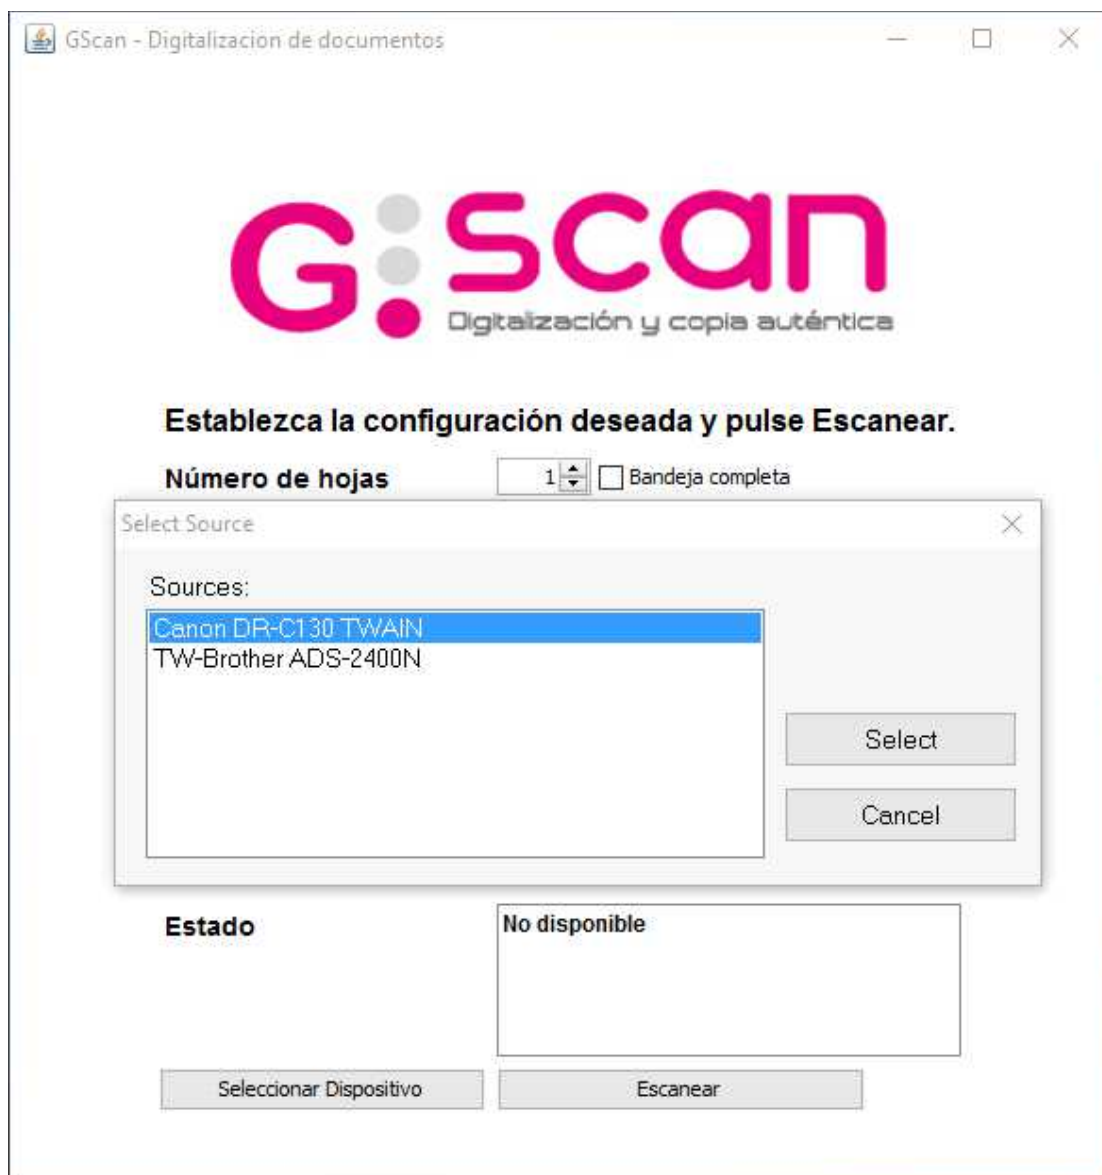 GScan - Digitalizacion de documentos
G scan
Digitalización y copia auténtica
Establezca la configuración deseada y pulse Escanear.
Número de hojas 1 Bandeja completa
Select Source
Sources:
Canon DR-C130 TWAIN
TW-Brother ADS-2400N
Select
Cancel
Estado No disponible
Seleccionar Dispositivo Escanear